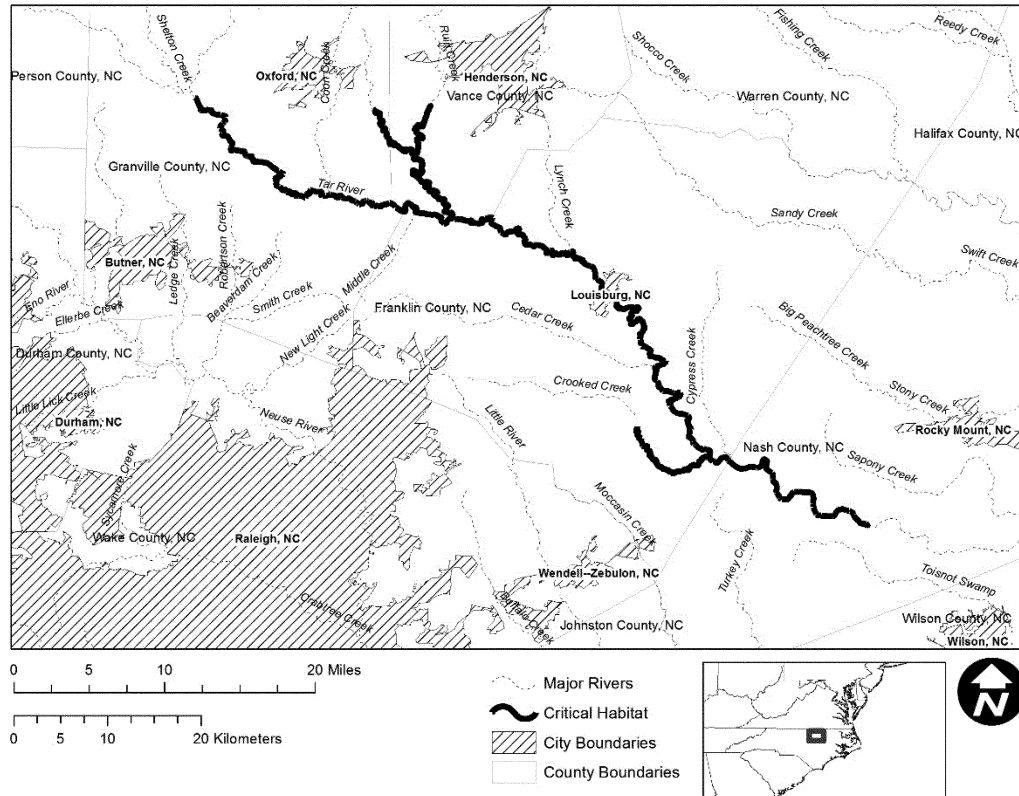 Shelton Creek
Person County, NC
Oxford, NC
Coon Creek
Ruin Creek
Henderson, NC
Vance County, NC
Shocco Creek
Fishing Creek
Reedy Creek
Warren County, NC
Halifax County, NC
Granville County, NC
Tar River
Lynch Creek
Sandy Creek
Swift Creek
Butner, NC
Ledge Creek
Robertson Creek
Beaverdam Creek
Smith Creek
Middle Creek
New Light Creek
Eno River
Ellerbe Creek
Franklin County, NC
Louisburg, NC
Cedar Creek
Big Peachtree Creek
Durham County, NC
Crooked Creek
Cypress Creek
Stony Creek
Little Lick Creek
Durham, NC
Neuse River
Little River
Rocky Mount, NC
Nash County, NC
Sapony Creek
Sycamore Creek
Moccasin Creek
Wake County, NC
Raleigh, NC
Wendell--Zebulon, NC
Turkey Creek
Toisnot Swamp
Crabtree Creek
Buffalo Creek
Johnston County, NC
Wilson County, NC
Wilson, NC
0 5 10 20 Miles
0 5 10 20 Kilometers
Major Rivers
Critical Habitat
City Boundaries
County Boundaries
N